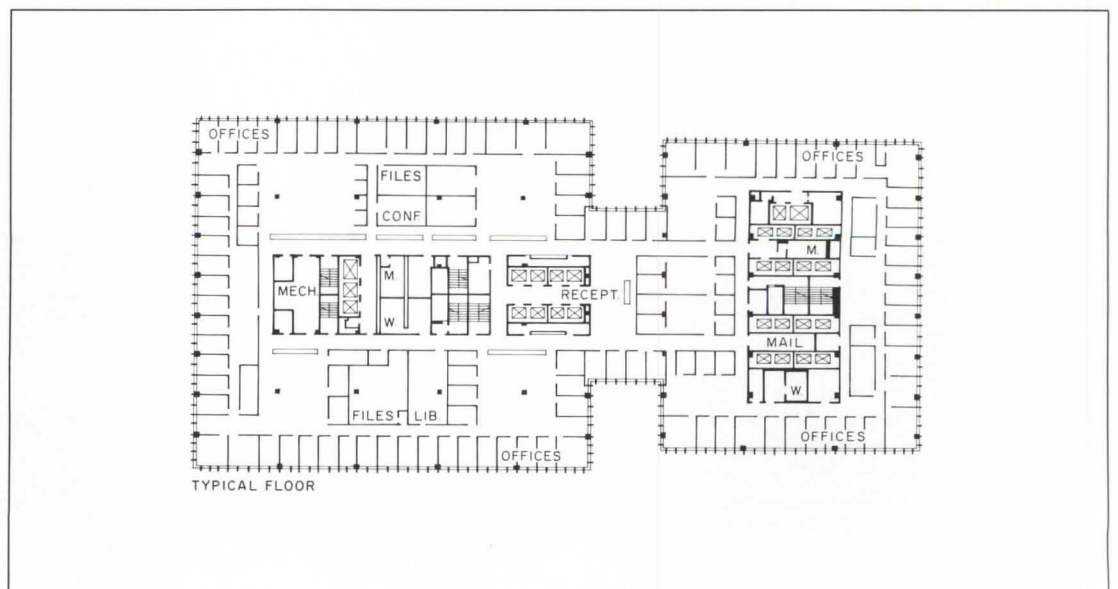 OFFICES
OFFICES
FILES
CONF.
M.
MECH.
M.
RECEPT.
W.
MAIL
W.
FILES
LIB.
OFFICES
OFFICES
TYPICAL FLOOR